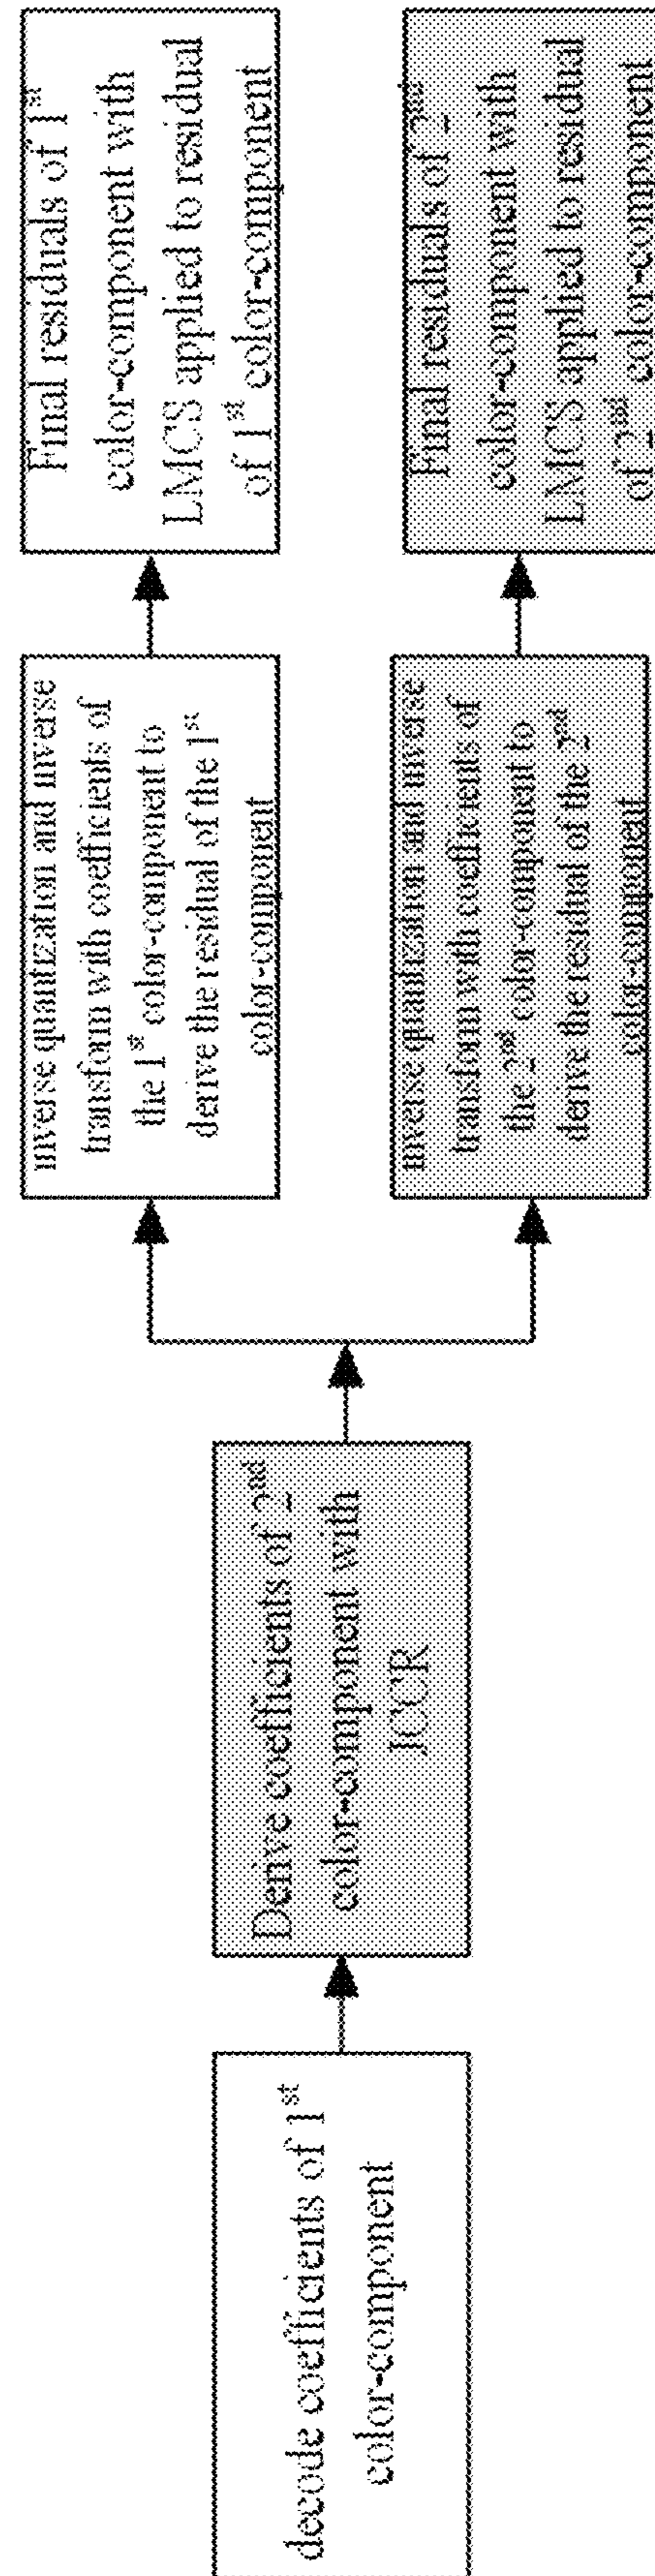 decode coefficients of 1st
color-component
Derive coefficients of 2nd
color-component with
JCCR
inverse quantization and inverse
transform with coefficients of
the 1st color-component to
derive the residual of the 1st
color-component
Final residuals of 1st
color-component with
LMCS applied to residual
of 1st color-component
inverse quantization and inverse
transform with coefficients of
the 2nd color-component to
derive the residual of the 2nd
color-component
Final residuals of 2nd
color-component with
LMCS applied to residual
of 2nd color-component